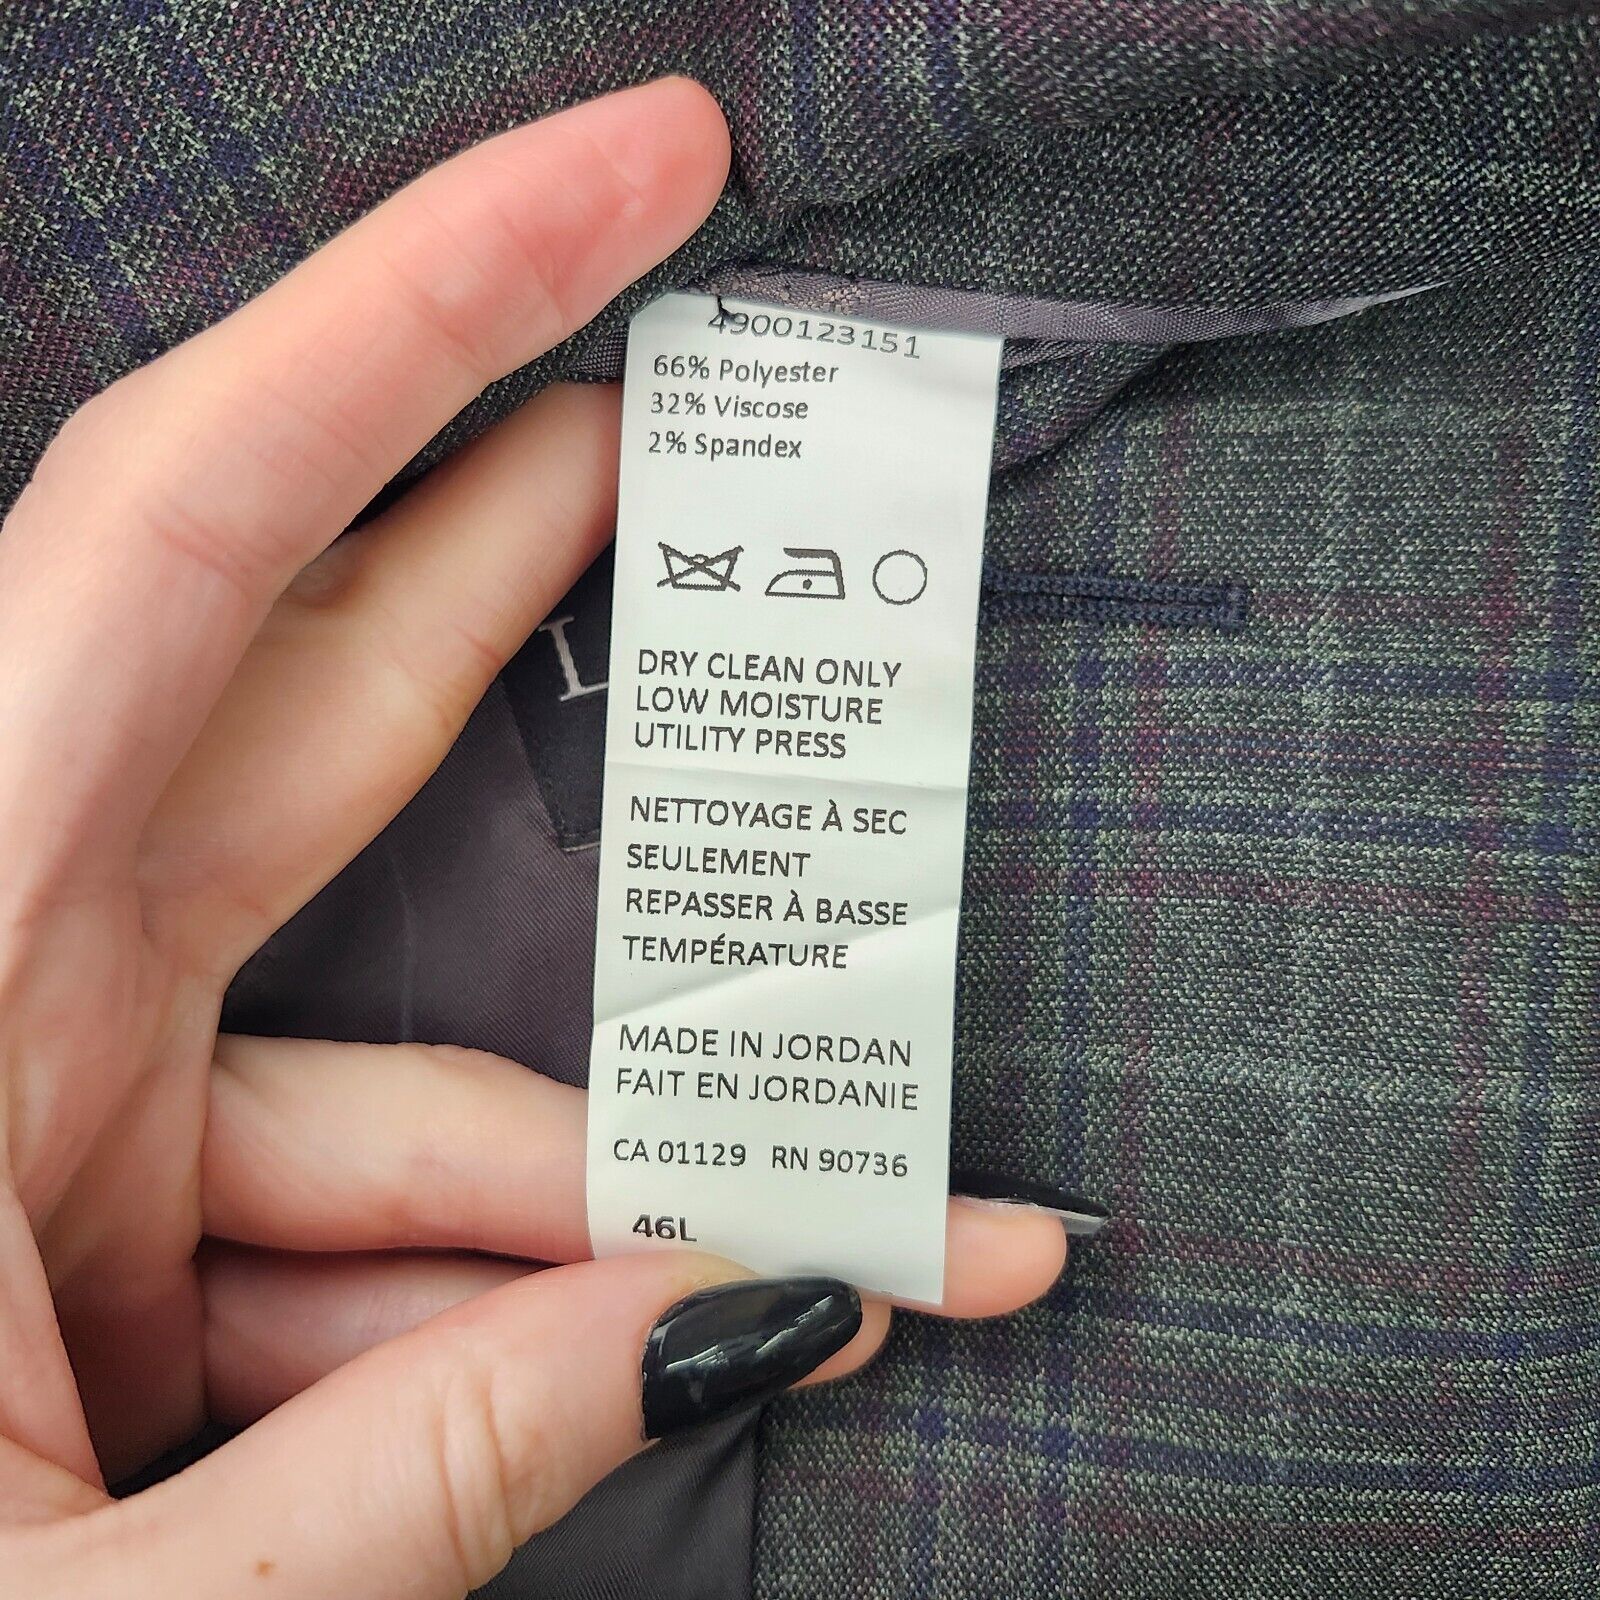 4900123151
66% Polyester
32% Viscose
2% Spandex
DRY CLEAN ONLY
LOW MOISTURE
UTILITY PRESS
NETTOYAGE À SEC
SEULEMENT
REPASSER À BASSE
TEMPÉRATURE
MADE IN JORDAN
FAIT EN JORDANIE
CA 01129 RN 90736
46L